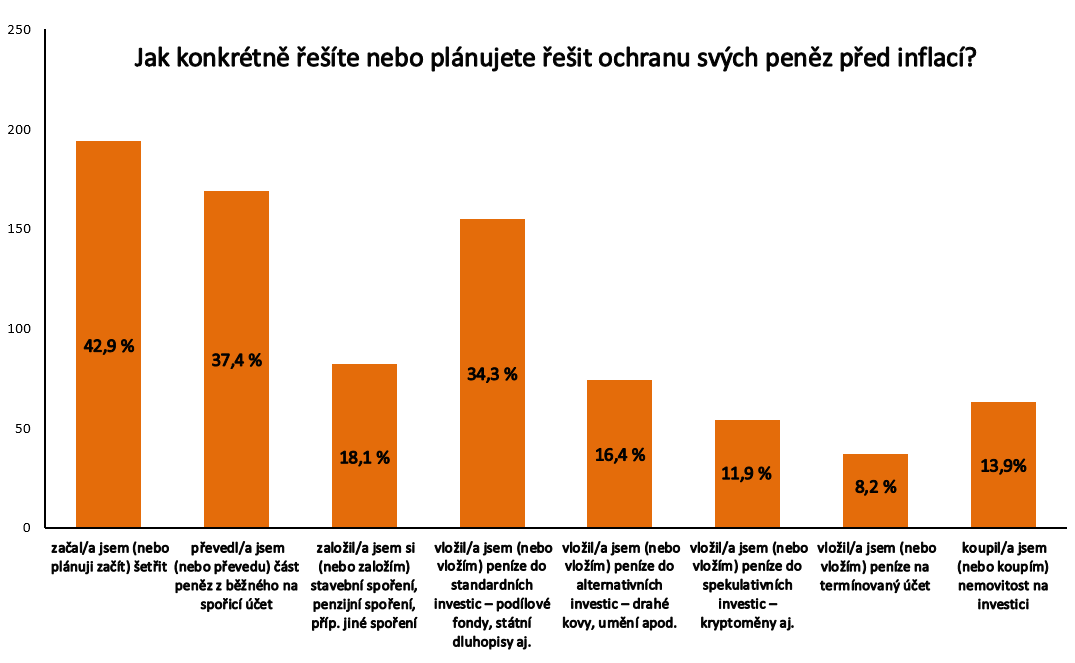 Jak konkrétně řešíte nebo plánujete řešit ochranu svých peněz před inflací?
250
200
150
100
50
0
42,9 %
37,4 %
18,1 %
34,3 %
16,4 %
11,9 %
8,2 %
13,9%
začal/a jsem (nebo
plánuji začít) šetřit
převedl/a jsem
(nebo převedu) část
peněz z běžného na
spořicí účet
založil/a jsem si
(nebo založím)
stavební spoření,
penzijní spoření,
příp. jiné spoření
vložil/a jsem (nebo
vložím) peníze do
standardních
investic – podílové
fondy, státní
dluhopisy aj.
vložil/a jsem (nebo
vložím) peníze do
alternativních
investic – drahé
kovy, umění apod.
vložil/a jsem (nebo
vložím) peníze do
spekulativních
investic –
kryptoměny aj.
vložil/a jsem (nebo
vložím) peníze na
termínovaný účet
koupil/a jsem
(nebo koupím)
nemovitost na
investici